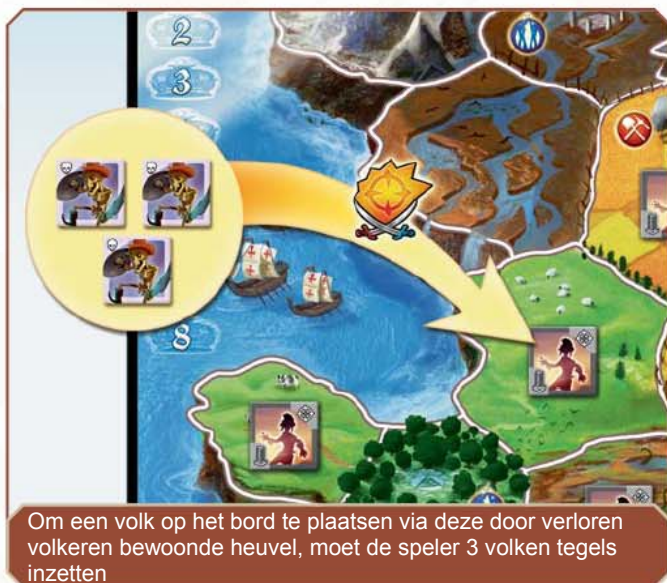 2
3
8
Om een volk op het bord te plaatsen via deze door verloren
volkeren bewoonde heuvel, moet de speler 3 volken tegels
inzetten